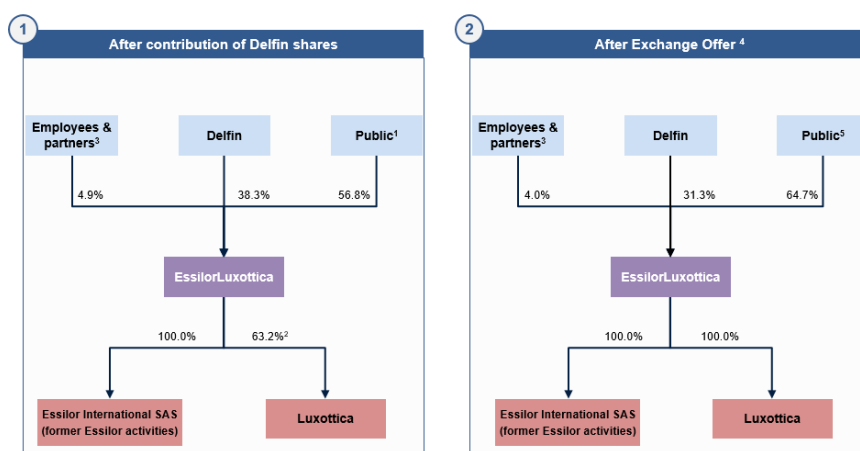 1
After contribution of Delfin shares
Employees &
partners³
Delfin
Public¹
4.9%
38.3%
56.8%
EssilorLuxottica
100.0%
63.2%²
Essilor International SAS
(former Essilor activities)
Luxottica
2
After Exchange Offer ⁴
Employees &
partners³
Delfin
Public⁵
4.0%
31.3%
64.7%
EssilorLuxottica
100.0%
100.0%
Essilor International SAS
(former Essilor activities)
Luxottica